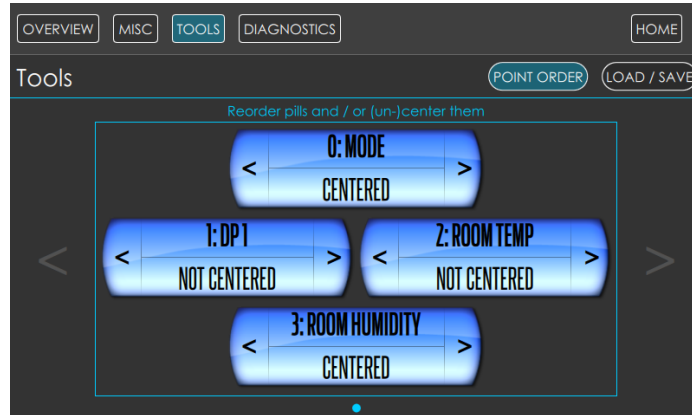 OVERVIEW MISC TOOLS DIAGNOSTICS HOME
Tools POINT ORDER LOAD / SAVE
Reorder pills and / or (un-)center them
0: MODE
< >
CENTERED
1: DP1 2: ROOM TEMP
< > < >
NOT CENTERED NOT CENTERED
< >
3: ROOM HUMIDITY
< >
CENTERED